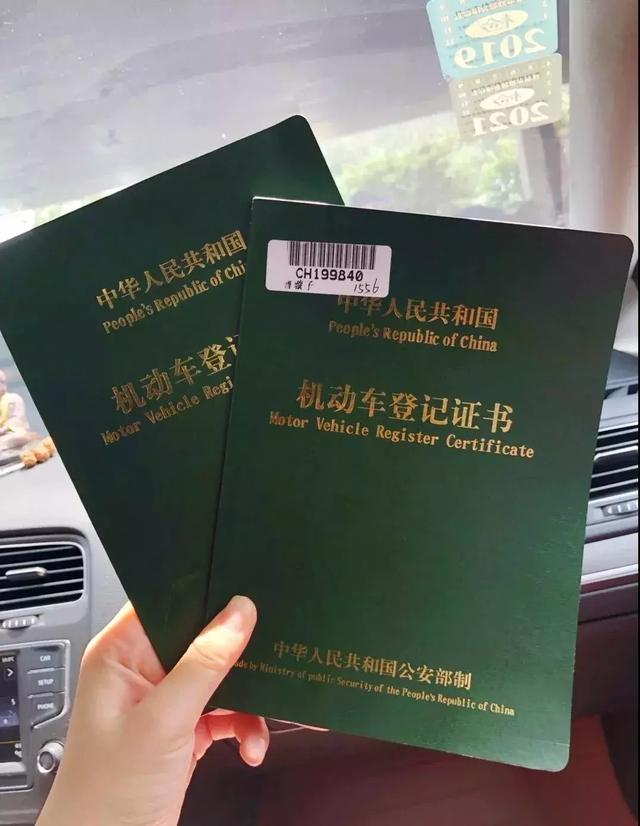 2019
2021
中华人民共和国
People's Republic of China
机动车登记
Motor Vehicle Regi
CH199840
1556
中华人民共和国
People's Republic of China
机动车登记证书
Motor Vehicle Register Certificate
中华人民共和国公安部制
Made by Ministry of public Security of the People's Republic of China
CAR
SETUP
PHONE